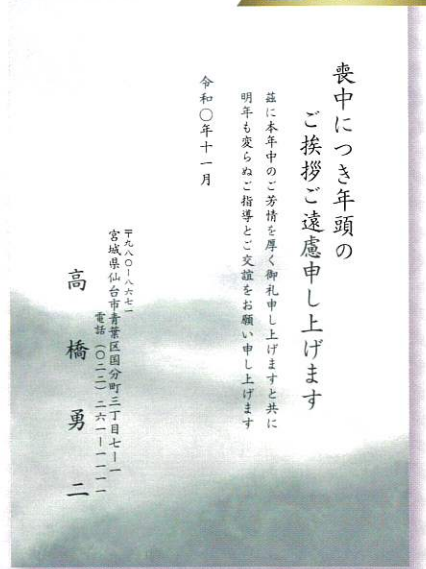 喪中につき年頭の
ご挨拶ご遠慮申し上げます
茲に本年中のご芳情を厚く御礼申し上げますと共に
明年も変らぬご指導とご交誼をお願い申し上げます
令和〇年十一月
〒九八〇ー八六七一
宮城県仙台市青葉区国分町三丁目七ー一
電話（〇二二）二六一ー一一一一
高橋勇二